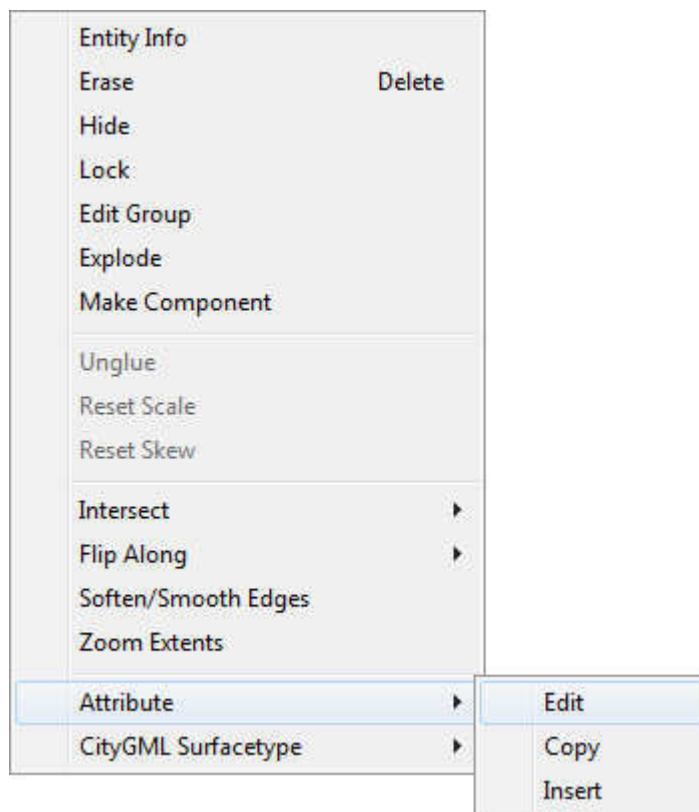 Entity Info
Erase Delete
Hide
Lock
Edit Group
Explode
Make Component
Unglue
Reset Scale
Reset Skew
Intersect
Flip Along
Soften/Smooth Edges
Zoom Extents
Attribute Edit
CityGML Surfacetype Copy
Insert